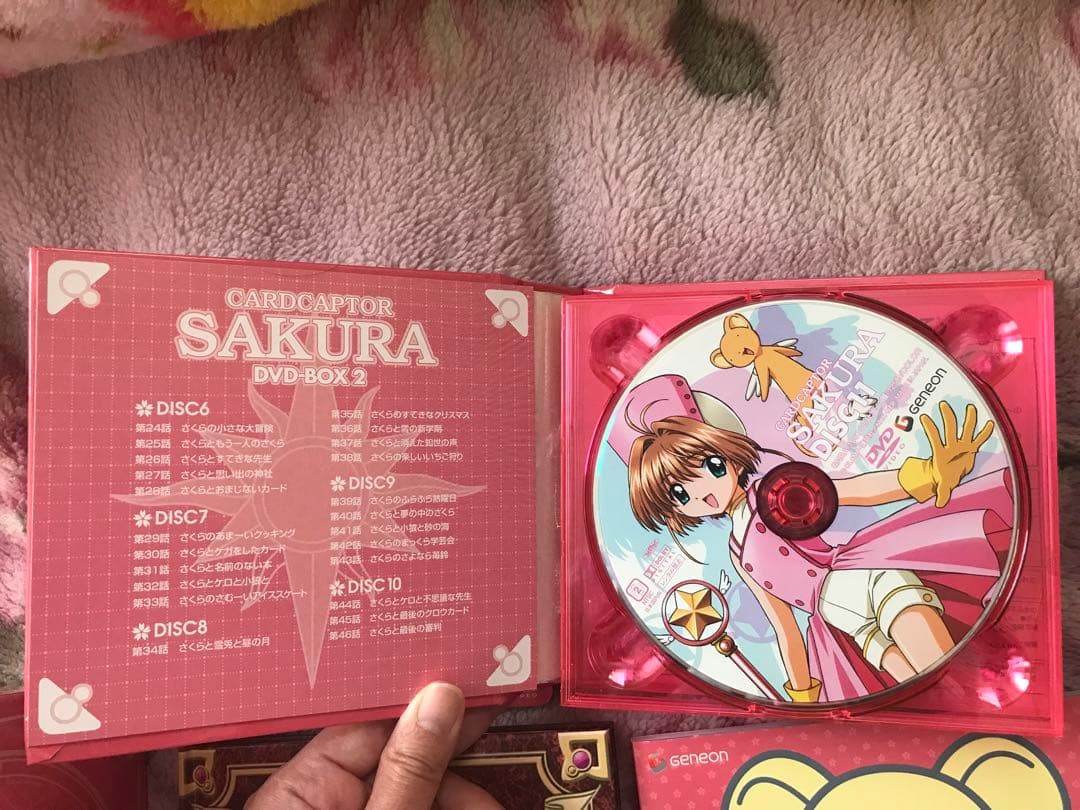 CARDCAPTOR
SAKURA
DVD-BOX 2
DISC6
第24話 さくらの小さな大冒険
第25話 さくらともう一人のさくら
第26話 さくらとすてきな先生
第27話 さくらと思い出の神社
第28話 さくらとおまじないカード
DISC7
第29話 さくらのあまーいクッキング
第30話 さくらとケガをしたカード
第31話 さくらと名前のない本
第32話 さくらとケロと小狼と
第33話 さくらのさむーいアイススケート
DISC8
第34話 さくらと雪兎と昼の月
第35話 さくらのすてきなクリスマス
第36話 さくらと雪の新学期
第37話 さくらと消えた知世の声
第38話 さくらの楽しいいちご狩り
DISC9
第39話 さくらのふらふら熱曜日
第40話 さくらと夢の中のさくら
第41話 さくらと小狼と砂の海
第42話 さくらのまっくら学芸会
第43話 さくらのさよなら苺鈴
DISC10
第44話 さくらとケロと不思議な先生
第45話 さくらと最後のクロウカード
第46話 さくらと最後の審判
CARDCAPTOR
SAKURA
DVD
GENEON
2
GENEON